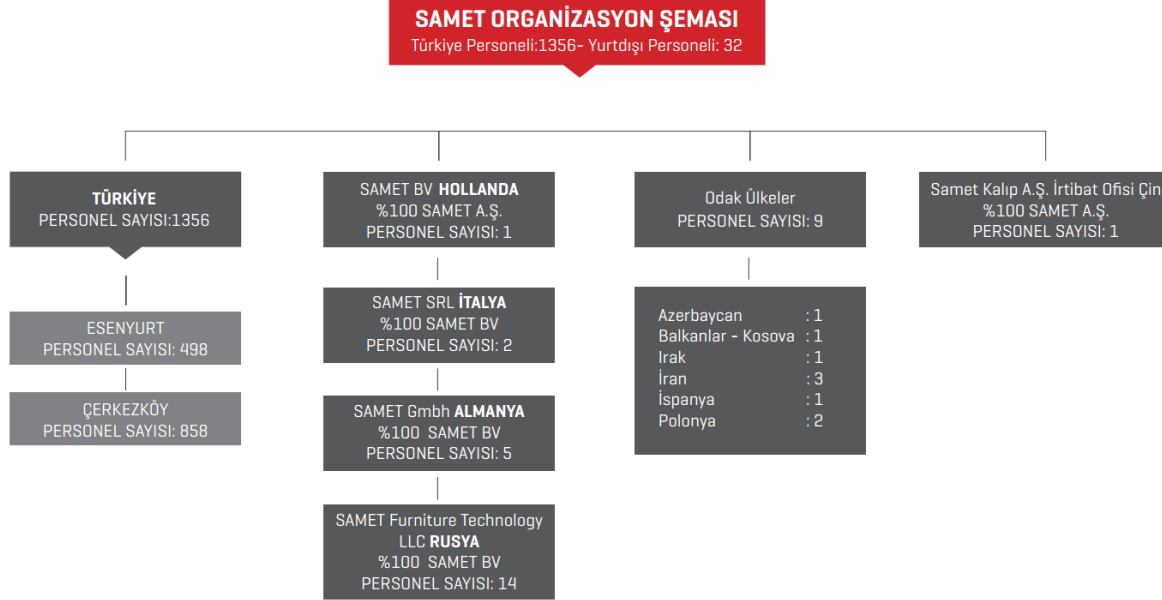 SAMET ORGANİZASYON ŞEMASI
Türkiye Personeli:1356- Yurtdışı Personeli: 32
TÜRKİYE
PERSONEL SAYISI:1356
ESENYURT
PERSONEL SAYISI: 498
ÇERKEZKÖY
PERSONEL SAYISI: 858
SAMET BV HOLLANDA
%100 SAMET A.Ş.
PERSONEL SAYISI: 1
SAMET SRL İTALYA
%100 SAMET BV
PERSONEL SAYISI: 2
SAMET Gmbh ALMANYA
%100 SAMET BV
PERSONEL SAYISI: 5
SAMET Furniture Technology
LLC RUSYA
%100 SAMET BV
PERSONEL SAYISI: 14
Odak Ülkeler
PERSONEL SAYISI: 9
Azerbaycan : 1
Balkanlar - Kosova : 1
Irak : 1
İran : 3
İspanya : 1
Polonya : 2
Samet Kalıp A.Ş. İrtibat Ofisi Çin
%100 SAMET A.Ş.
PERSONEL SAYISI: 1